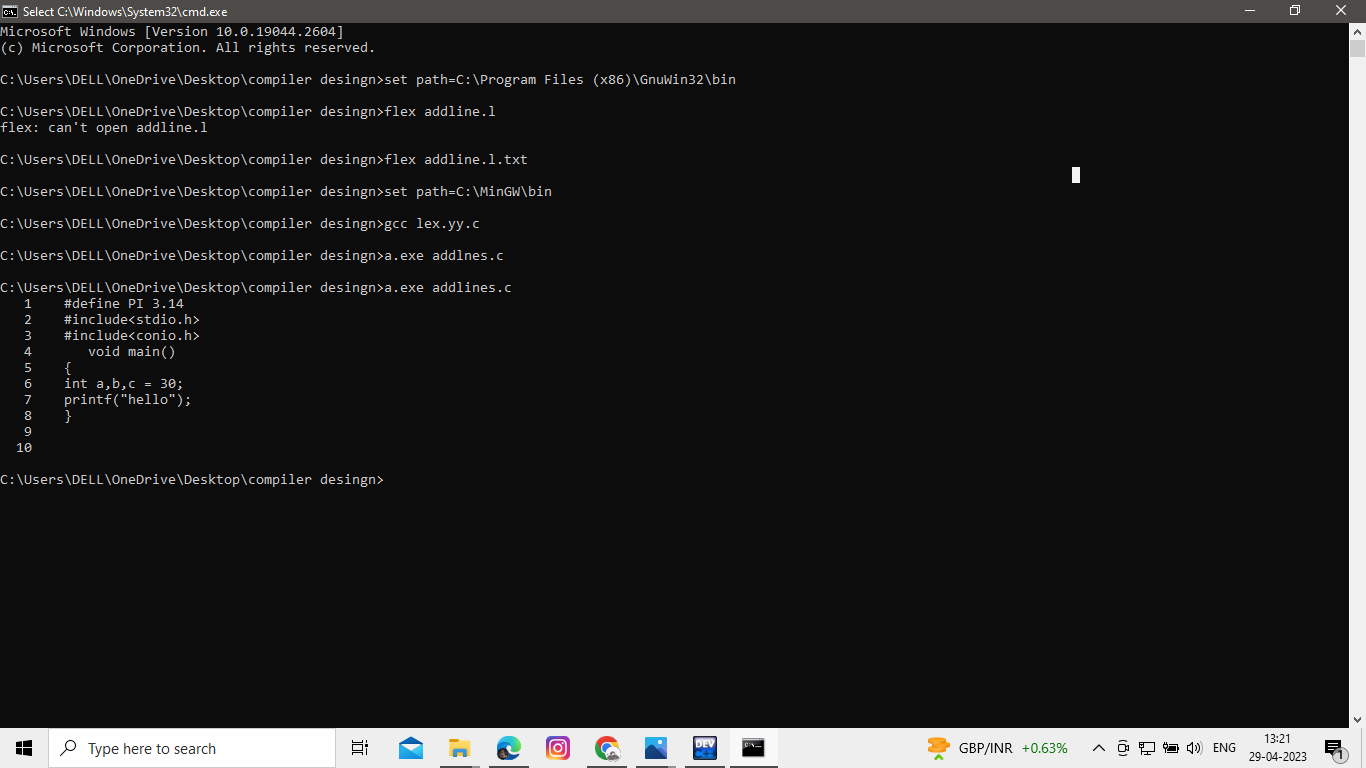 Select C:\Windows\System32\cmd.exe
Microsoft Windows [Version 10.0.19044.2604]
(c) Microsoft Corporation. All rights reserved.
C:\Users\DELL\OneDrive\Desktop\compiler desingn>set path=C:\Program Files (x86)\GnuWin32\bin
C:\Users\DELL\OneDrive\Desktop\compiler desingn>flex addline.l
flex: can't open addline.l
C:\Users\DELL\OneDrive\Desktop\compiler desingn>flex addline.l.txt
C:\Users\DELL\OneDrive\Desktop\compiler desingn>set path=C:\MinGW\bin
C:\Users\DELL\OneDrive\Desktop\compiler desingn>gcc lex.yy.c
C:\Users\DELL\OneDrive\Desktop\compiler desingn>a.exe addlnes.c
C:\Users\DELL\OneDrive\Desktop\compiler desingn>a.exe addlines.c
   1    #define PI 3.14
   2    #include<stdio.h>
   3    #include<conio.h>
   4       void main()
   5    {
   6    int a,b,c = 30;
   7    printf("hello");
   8    }
   9
  10
C:\Users\DELL\OneDrive\Desktop\compiler desingn>
Type here to search
DEV
GBP/INR +0.63%
ENG
13:21
29-04-2023
1